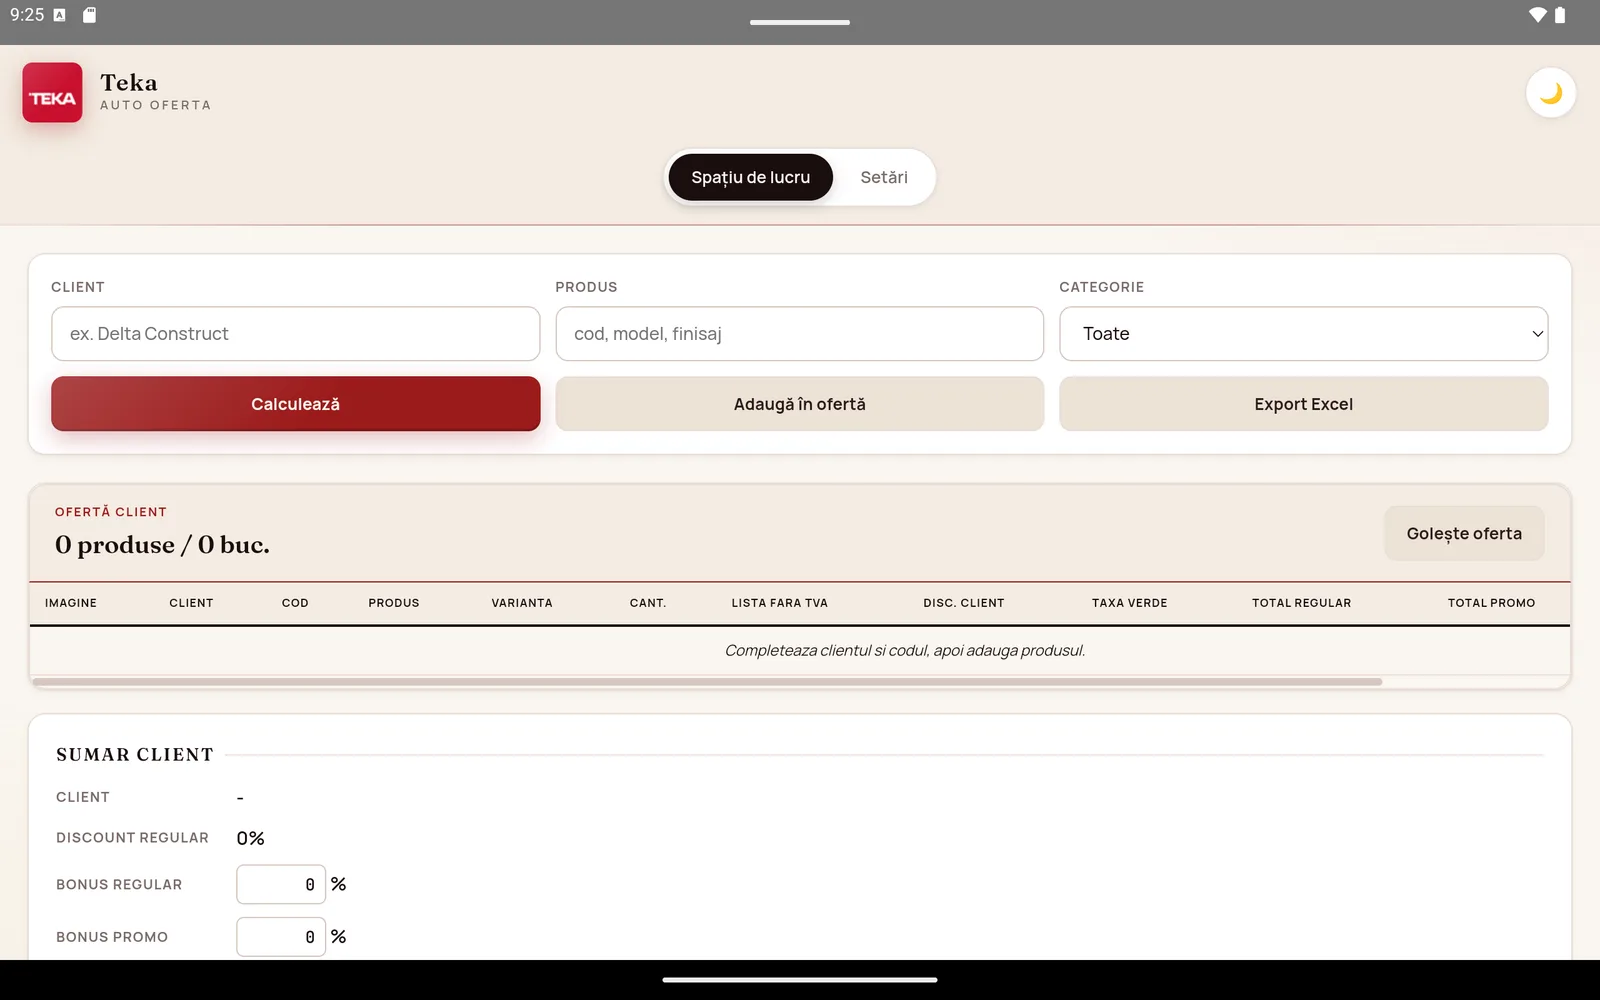 9:25
TEKA
Teka
AUTO OFERTA
Spațiu de lucru
Setări
CLIENT
PRODUS
CATEGORIE
ex. Delta Construct
cod, model, finisaj
Toate
Calculează
Adaugă în ofertă
Export Excel
OFERTĂ CLIENT
0 produse / 0 buc.
Golește oferta
IMAGINE CLIENT COD PRODUS VARIANTA CANT. LISTA FARA TVA DISC. CLIENT TAXA VERDE TOTAL REGULAR TOTAL PROMO
Completeaza clientul si codul, apoi adauga produsul.
SUMAR CLIENT
CLIENT -
DISCOUNT REGULAR 0%
BONUS REGULAR 0 %
BONUS PROMO 0 %